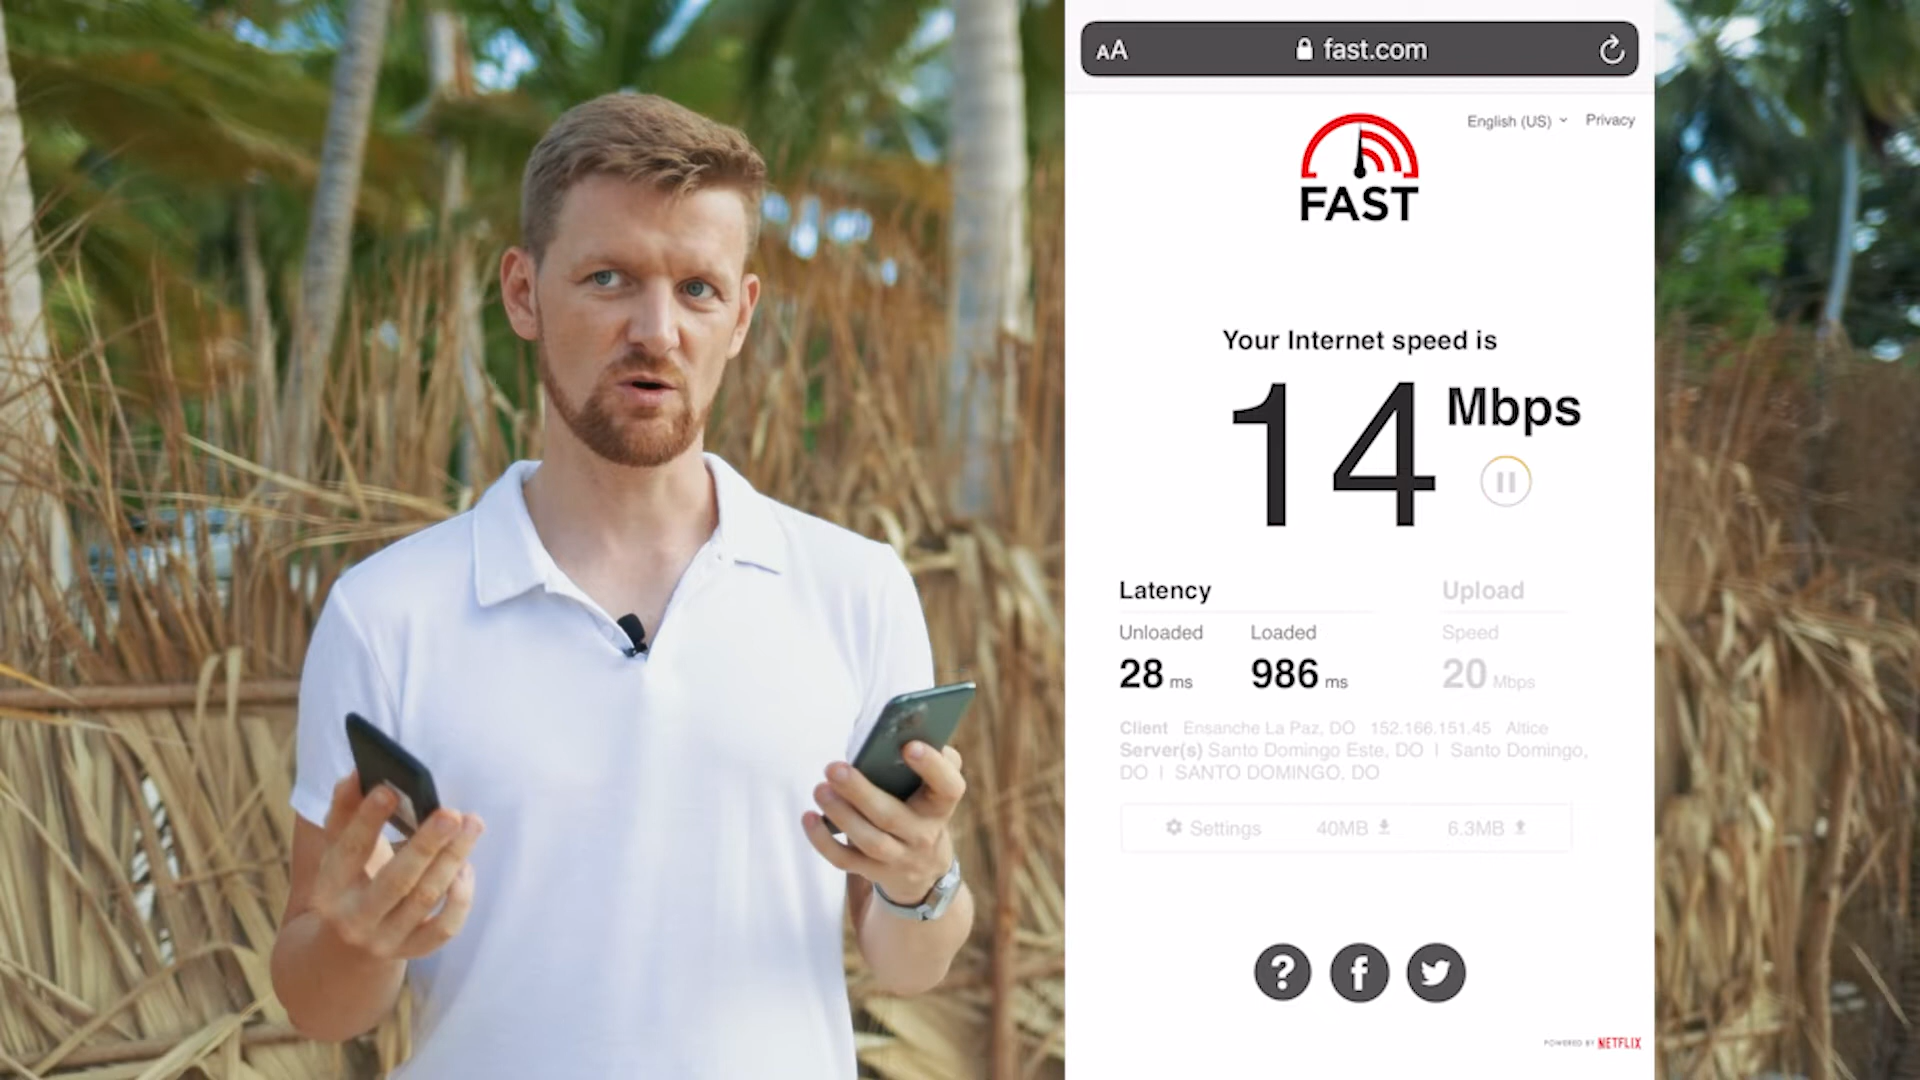 AA fast.com
English (US) Privacy
FAST
Your Internet speed is
14 Mbps
Latency Upload
Unloaded Loaded Speed
28 ms 986 ms 20 Mbps
Client Ensanche La Paz, DO 152.166.151.45 Altice
Server(s) Santo Domingo Este, DO | Santo Domingo,
DO | SANTO DOMINGO, DO
Settings 40MB 6.3MB
?
f
POWERED BY NETFLIX